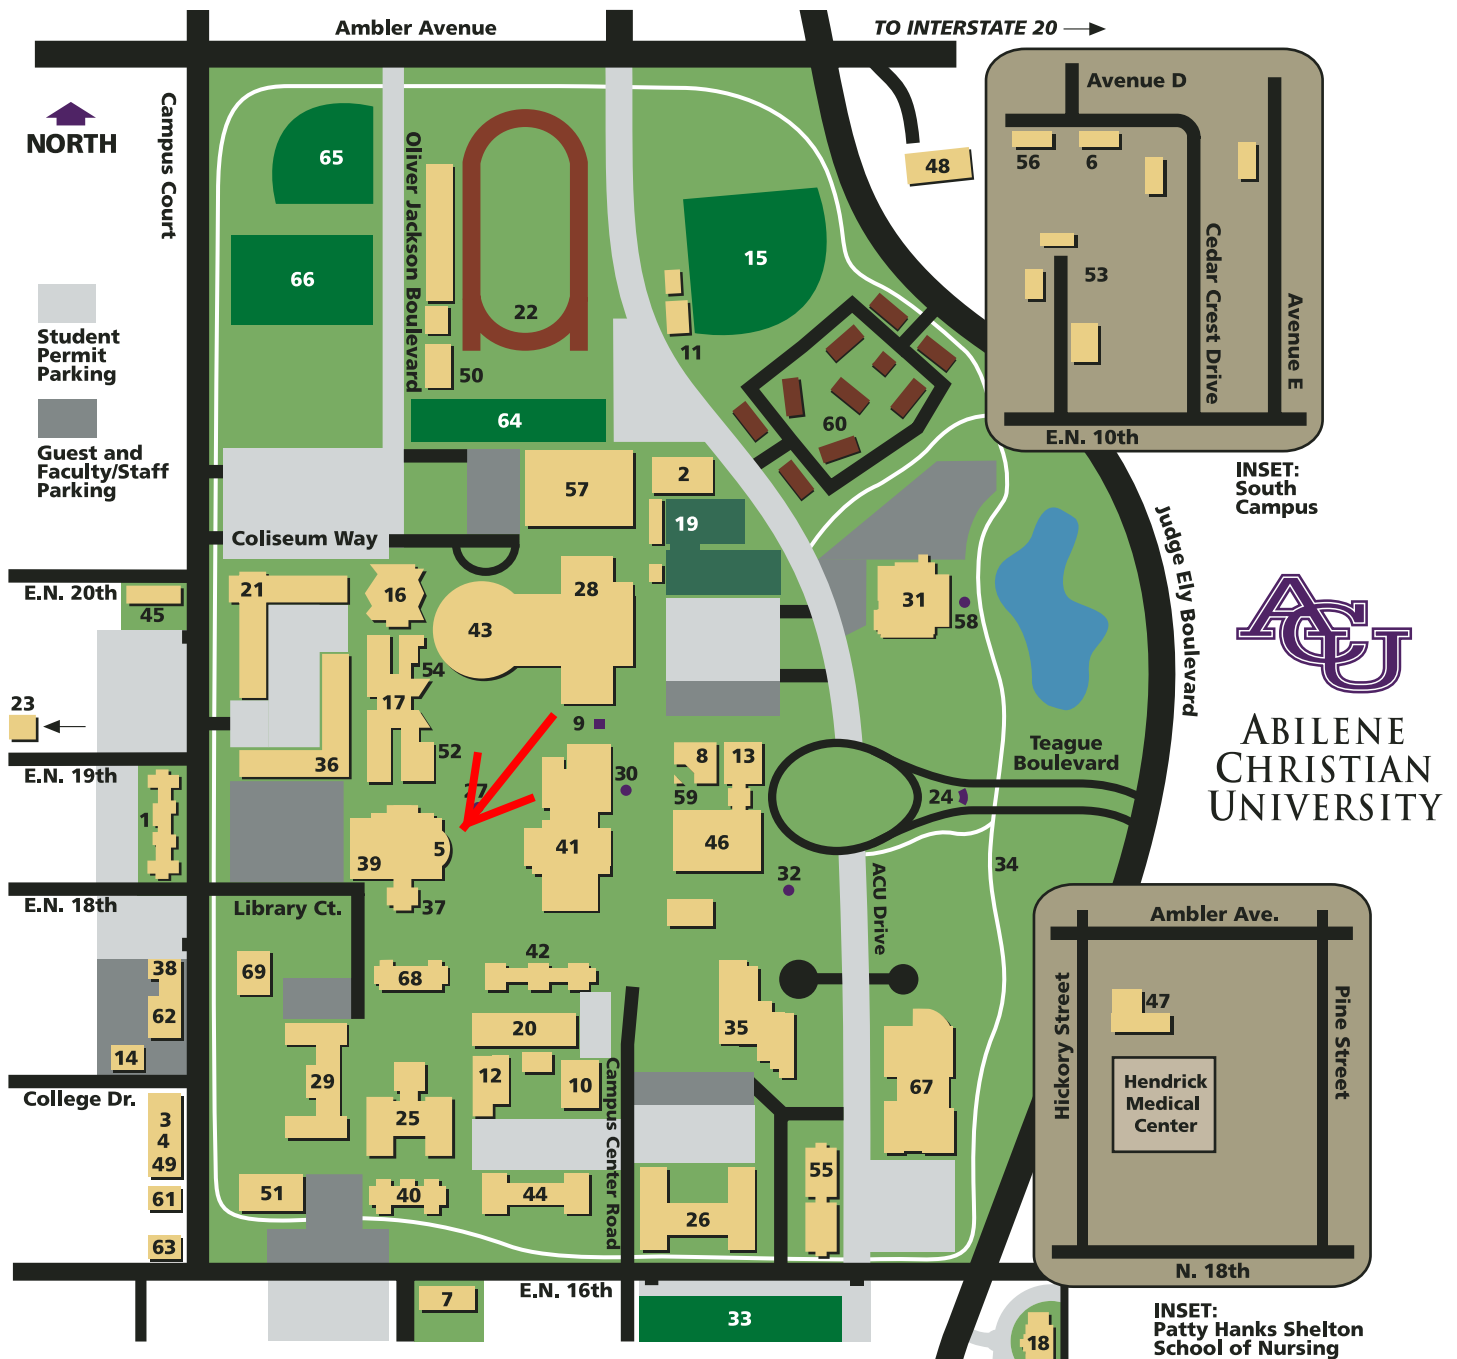 Ambler Avenue
TO INTERSTATE 20
NORTH
Campus Court
Oliver Jackson Boulevard
Student
Permit
Parking
Guest and
Faculty/Staff
Parking
65
66
22
50
64
15
11
60
48
Avenue D
56
6
53
Cedar Crest Drive
Avenue E
E.N. 10th
INSET:
South
Campus
57
2
19
Coliseum Way
E.N. 20th
45
21
16
43
28
31
58
Judge Ely Boulevard
54
17
23
9
52
36
30
27
8
13
59
Teague
Boulevard
24
ACU
ABILENE
CHRISTIAN
UNIVERSITY
E.N. 19th
1
39
5
41
46
32
34
37
ACU Drive
E.N. 18th
Library Ct.
38
62
14
69
68
42
20
35
67
29
12
10
25
Campus Center Road
College Dr.
3
4
49
61
63
51
40
44
26
55
E.N. 16th
7
33
18
Ambler Ave.
Hickory Street
Pine Street
47
Hendrick
Medical
Center
N. 18th
INSET:
Patty Hanks Shelton
School of Nursing